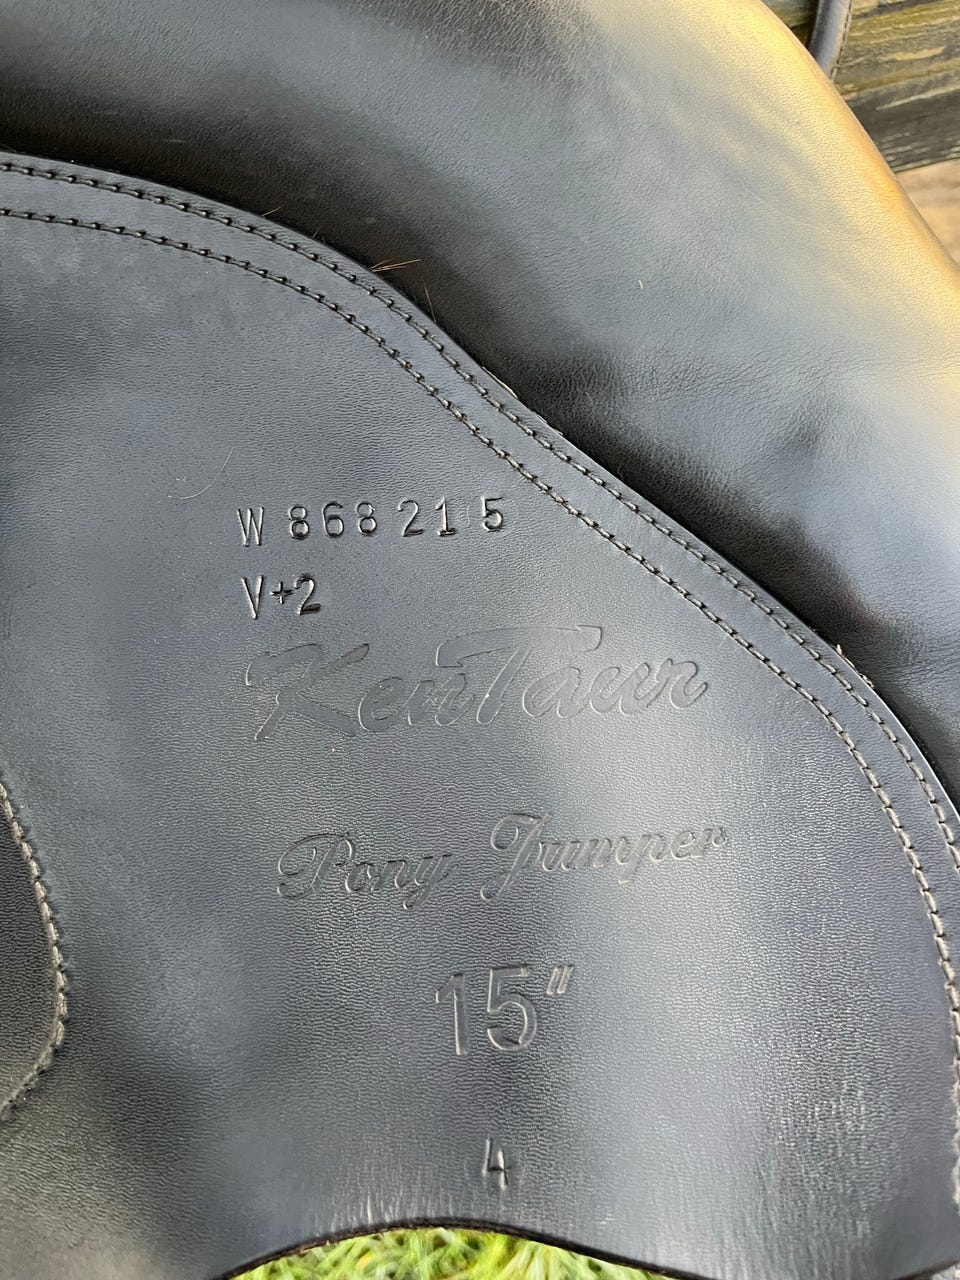 W 868 21 5
V+2
KenTaur
Pony Jumper
15"
4